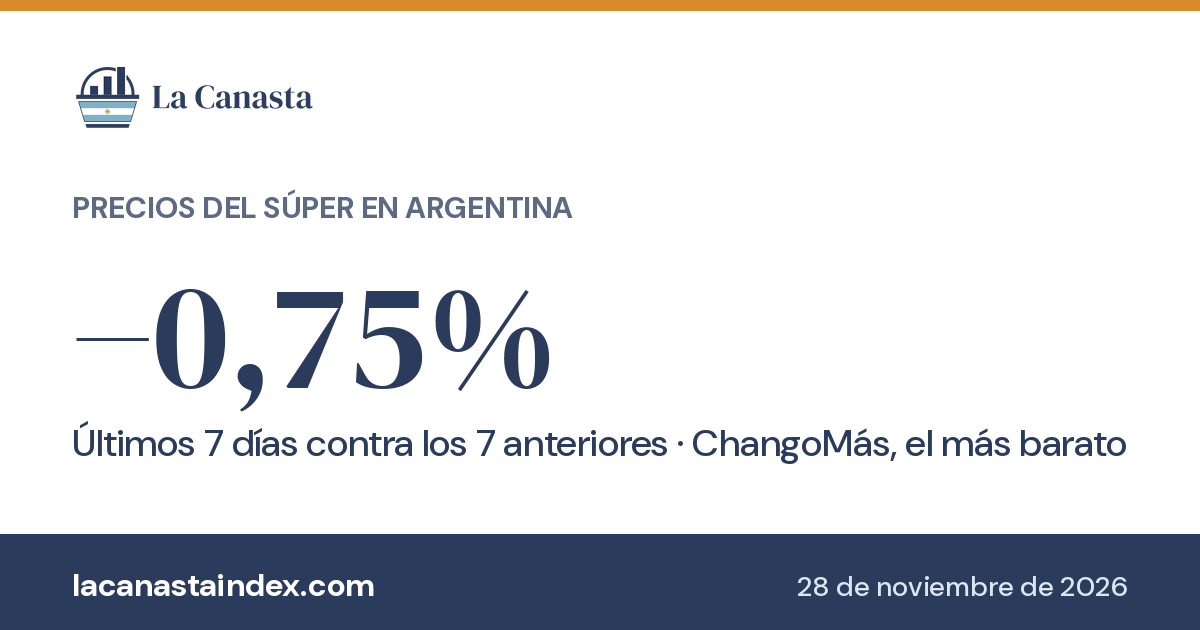 La Canasta
PRECIOS DEL SÚPER EN ARGENTINA
—0,75%
Últimos 7 días contra los 7 anteriores · ChangoMás, el más barato
lacanastaindex.com
28 de noviembre de 2026